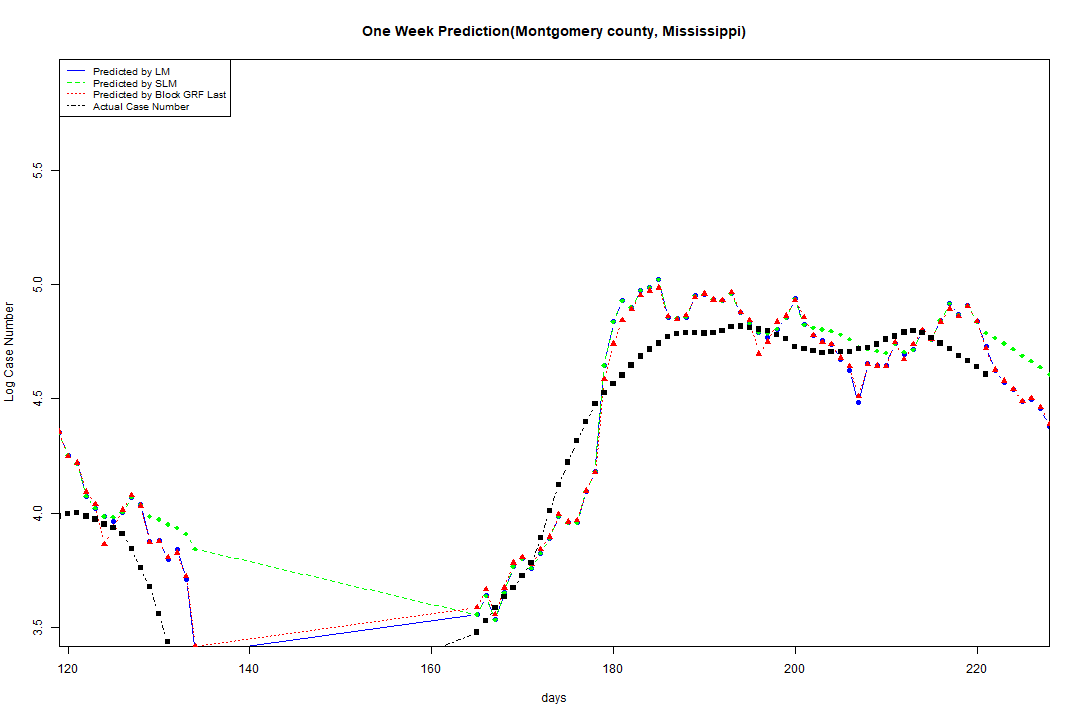 One Week Prediction(Montgomery county, Mississippi)
Predicted by LM
Predicted by SLM
Predicted by Block GRF Last
Actual Case Number
5.5
5.0
4.5
4.0
3.5
Log Case Number
120 140 160 180 200 220
days